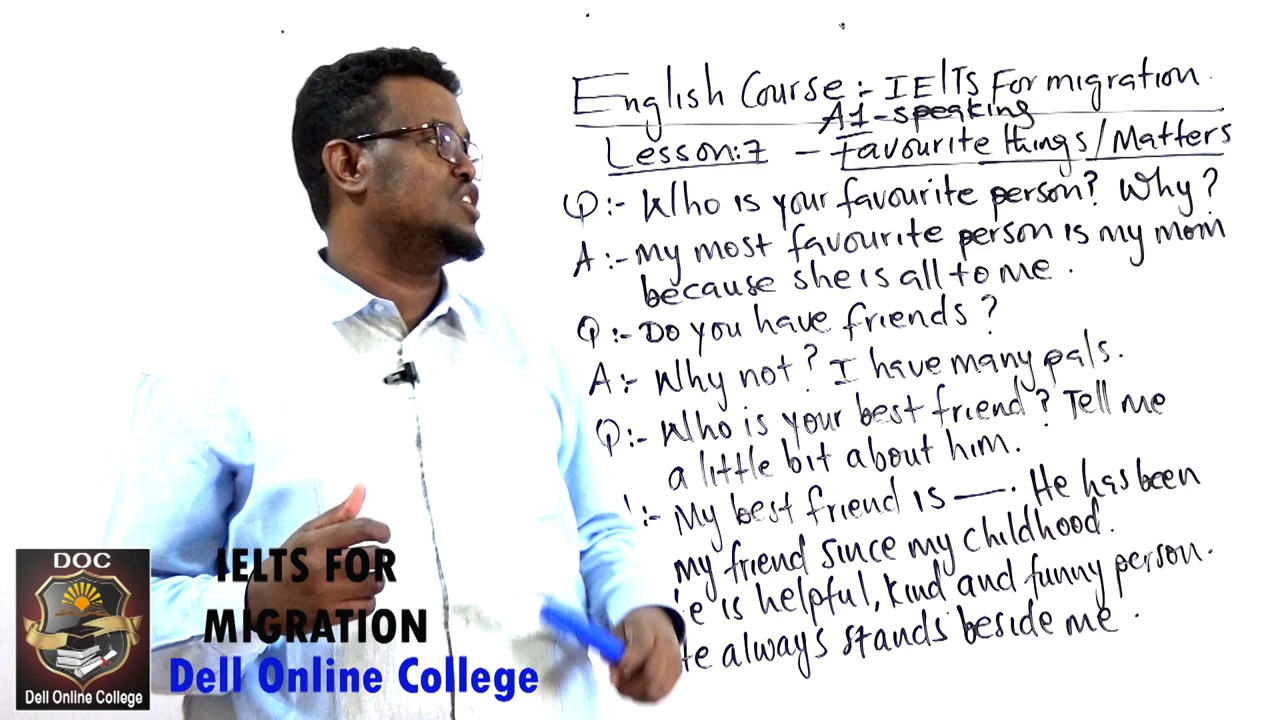 English Course:- IELTS For migration.
A1-speaking
Lesson:7 - Favourite things/Matters
Q:- Who is your favourite person? Why?
A:- My most favourite person is my mom
because she is all to me.
Q:- Do you have friends?
A:- Why not? I have many pals.
Q:- Who is your best friend? Tell me
a little bit about him.
:- My best friend is —. He has been
my friend since my childhood.
e is helpful, kind and funny person.
te always stands beside me.
DOC
Dell Online College
IELTS FOR
MIGRATION
Dell Online College